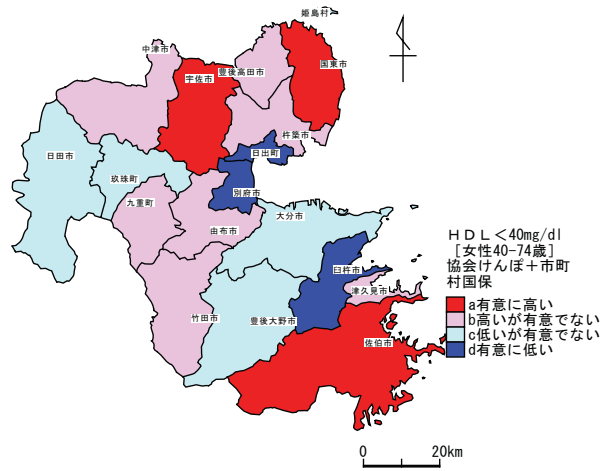 姫島村
中津市
豊後高田市
国東市
宇佐市
杵築市
日田市
日出町
玖珠町
別府市
九重町
大分市
由布市
HDL<40mg/dl
[女性40-74歳]
協会けんぽ+市町
村国保
臼杵市
津久見市
a有意に高い
b高いが有意でない
c低いが有意でない
d有意に低い
竹田市
豊後大野市
佐伯市
0 20km